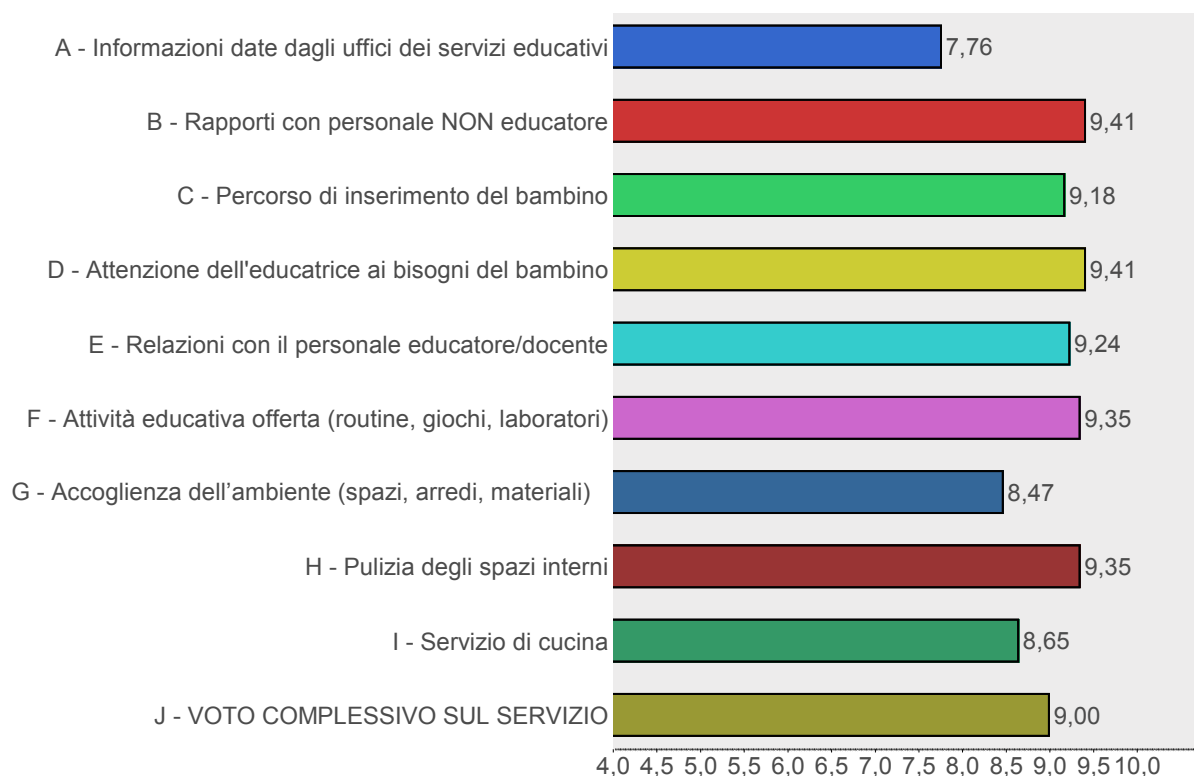 A - Informazioni date dagli uffici dei servizi educativi 7,76
B - Rapporti con personale NON educatore 9,41
C - Percorso di inserimento del bambino 9,18
D - Attenzione dell'educatrice ai bisogni del bambino 9,41
E - Relazioni con il personale educatore/docente 9,24
F - Attività educativa offerta (routine, giochi, laboratori) 9,35
G - Accoglienza dell’ambiente (spazi, arredi, materiali) 8,47
H - Pulizia degli spazi interni 9,35
I - Servizio di cucina 8,65
J - VOTO COMPLESSIVO SUL SERVIZIO 9,00
4,0 4,5 5,0 5,5 6,0 6,5 7,0 7,5 8,0 8,5 9,0 9,5 10,0